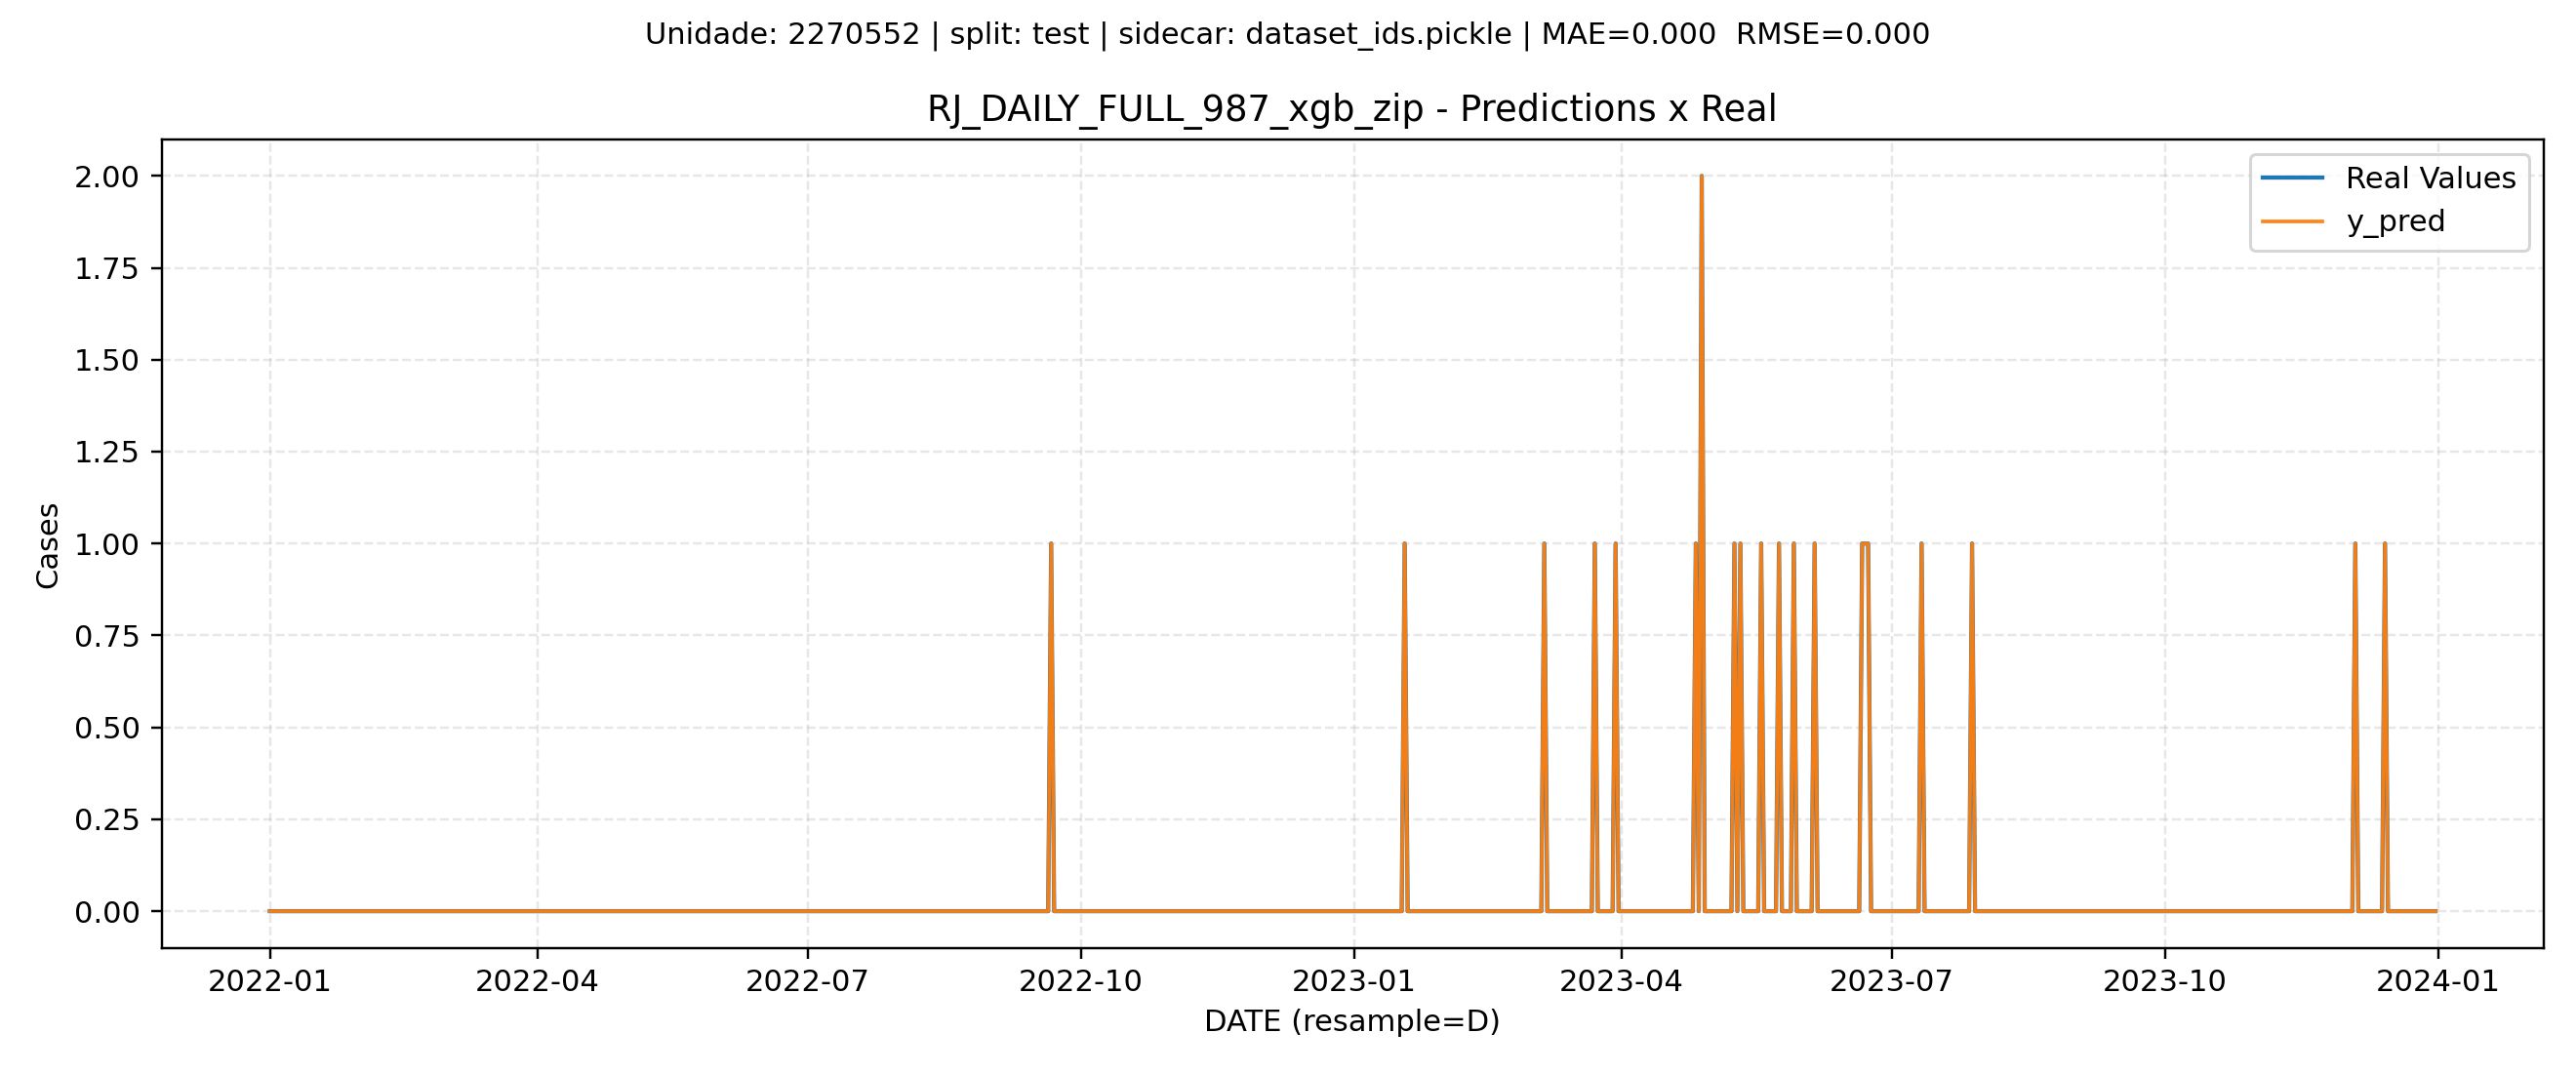 Unidade: 2270552 | split: test | sidecar: dataset_ids.pickle | MAE=0.000  RMSE=0.000
RJ_DAILY_FULL_987_xgb_zip - Predictions x Real
Real Values
y_pred
2.00
1.75
1.50
1.25
1.00
0.75
0.50
0.25
0.00
Cases
2022-01 2022-04 2022-07 2022-10 2023-01 2023-04 2023-07 2023-10 2024-01
DATE (resample=D)